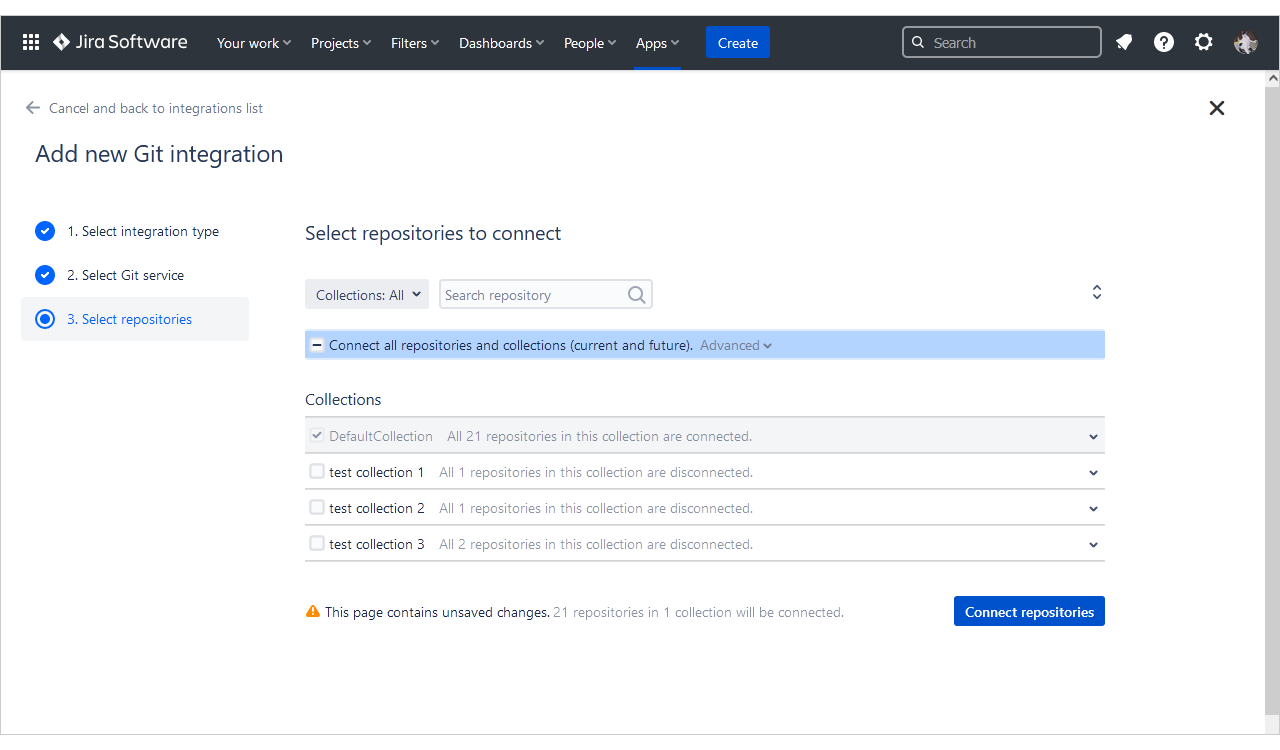 Jira Software Your work Projects Filters Dashboards People Apps Create Search
Cancel and back to integrations list
Add new Git integration
1. Select integration type
2. Select Git service
3. Select repositories
Select repositories to connect
Collections: All Search repository
Connect all repositories and collections (current and future). Advanced
Collections
DefaultCollection All 21 repositories in this collection are connected.
test collection 1 All 1 repositories in this collection are disconnected.
test collection 2 All 1 repositories in this collection are disconnected.
test collection 3 All 2 repositories in this collection are disconnected.
This page contains unsaved changes. 21 repositories in 1 collection will be connected. Connect repositories